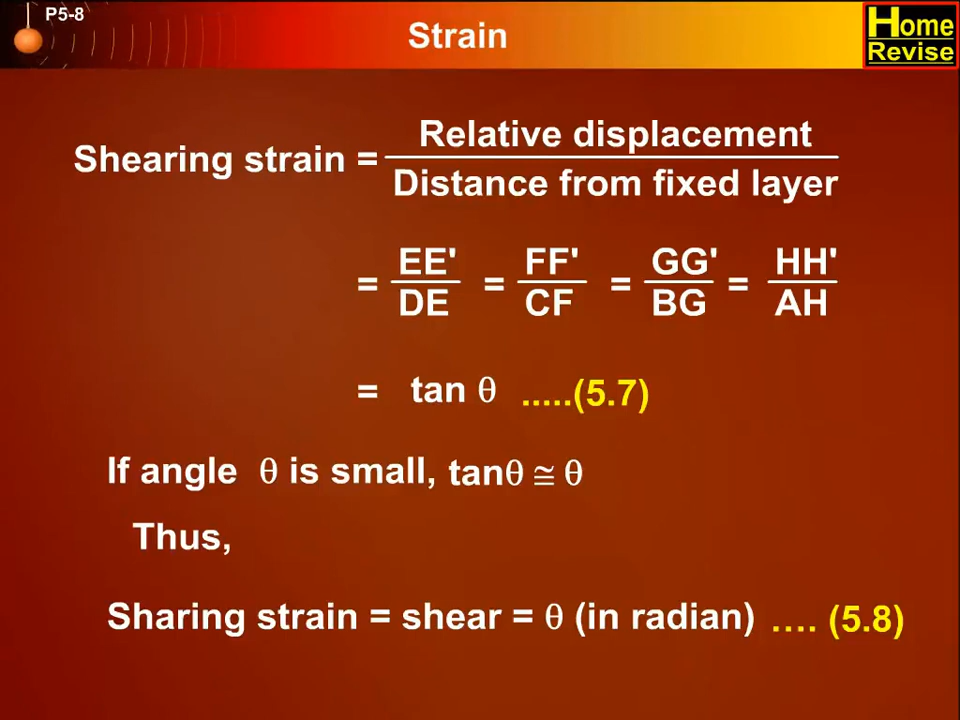 P5-8
Strain
Home
Revise
Shearing strain = Relative displacement / Distance from fixed layer
= EE' / DE = FF' / CF = GG' / BG = HH' / AH
= tan θ .....(5.7)
If angle θ is small, tanθ ≅ θ
Thus,
Sharing strain = shear = θ (in radian) .... (5.8)